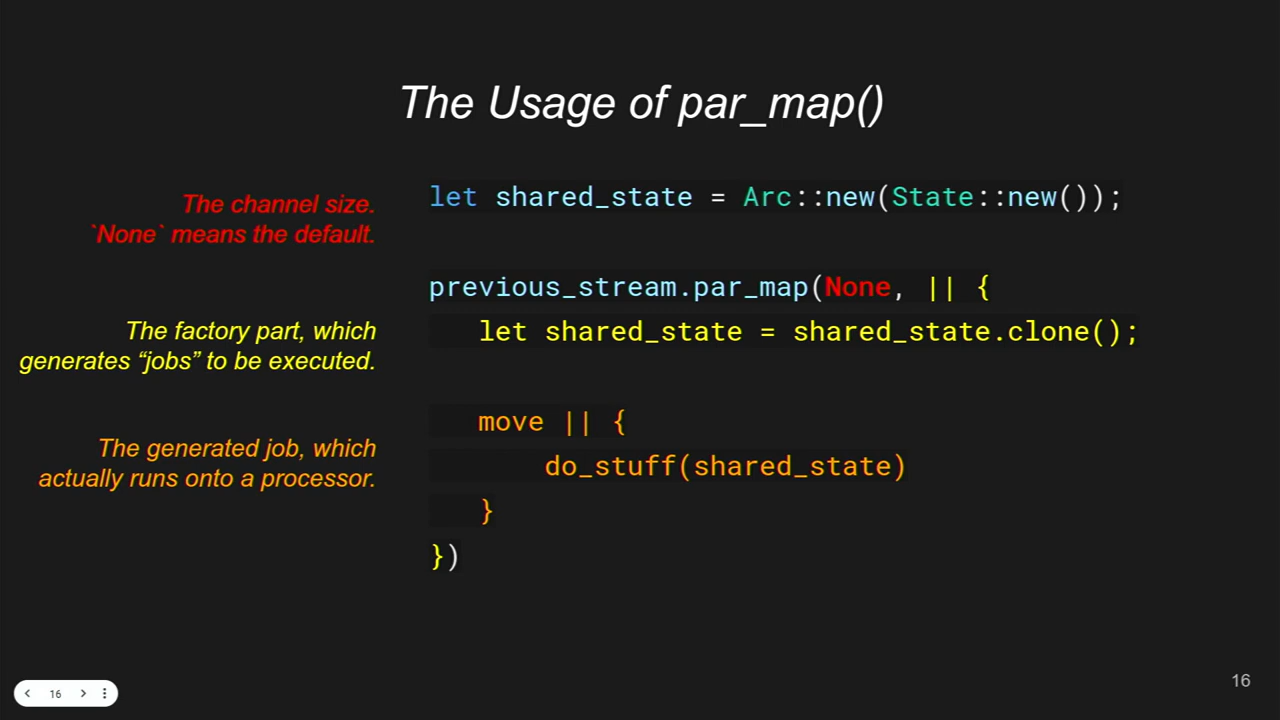 The Usage of par_map()
The channel size.
`None` means the default.
let shared_state = Arc::new(State::new());
previous_stream.par_map(None, || {
The factory part, which
generates “jobs” to be executed.
let shared_state = shared_state.clone();
The generated job, which
actually runs onto a processor.
move || {
do_stuff(shared_state)
}
})
16
16